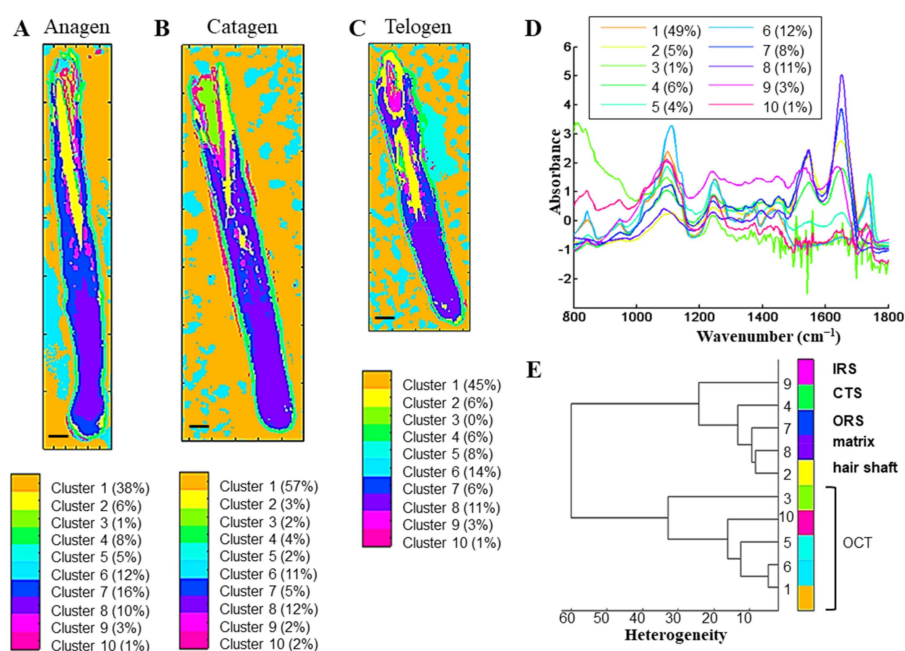 A Anagen
B Catagen
C Telogen
D
1 (49%) 6 (12%)
2 (5%) 7 (8%)
3 (1%) 8 (11%)
4 (6%) 9 (3%)
5 (4%) 10 (1%)
6
5
4
3
2
1
0
-1
-2
Absorbance
800 1000 1200 1400 1600 1800
Wavenumber (cm⁻¹)
Cluster 1 (38%)
Cluster 2 (6%)
Cluster 3 (1%)
Cluster 4 (8%)
Cluster 5 (5%)
Cluster 6 (12%)
Cluster 7 (16%)
Cluster 8 (10%)
Cluster 9 (3%)
Cluster 10 (1%)
Cluster 1 (57%)
Cluster 2 (3%)
Cluster 3 (2%)
Cluster 4 (4%)
Cluster 5 (2%)
Cluster 6 (11%)
Cluster 7 (5%)
Cluster 8 (12%)
Cluster 9 (2%)
Cluster 10 (2%)
Cluster 1 (45%)
Cluster 2 (6%)
Cluster 3 (0%)
Cluster 4 (6%)
Cluster 5 (8%)
Cluster 6 (14%)
Cluster 7 (6%)
Cluster 8 (11%)
Cluster 9 (3%)
Cluster 10 (1%)
E
9
4
7
8
2
3
10
5
6
1
IRS
CTS
ORS
matrix
hair shaft
OCT
60 50 40 30 20 10
Heterogeneity